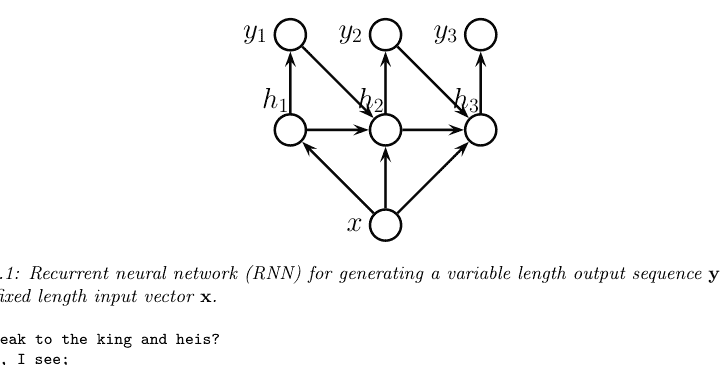 y1 y2 y3
h1 h2 h3
x
.1: Recurrent neural network (RNN) for generating a variable length output sequence y
fixed length input vector x.
eak to the king and heis?
, I see;